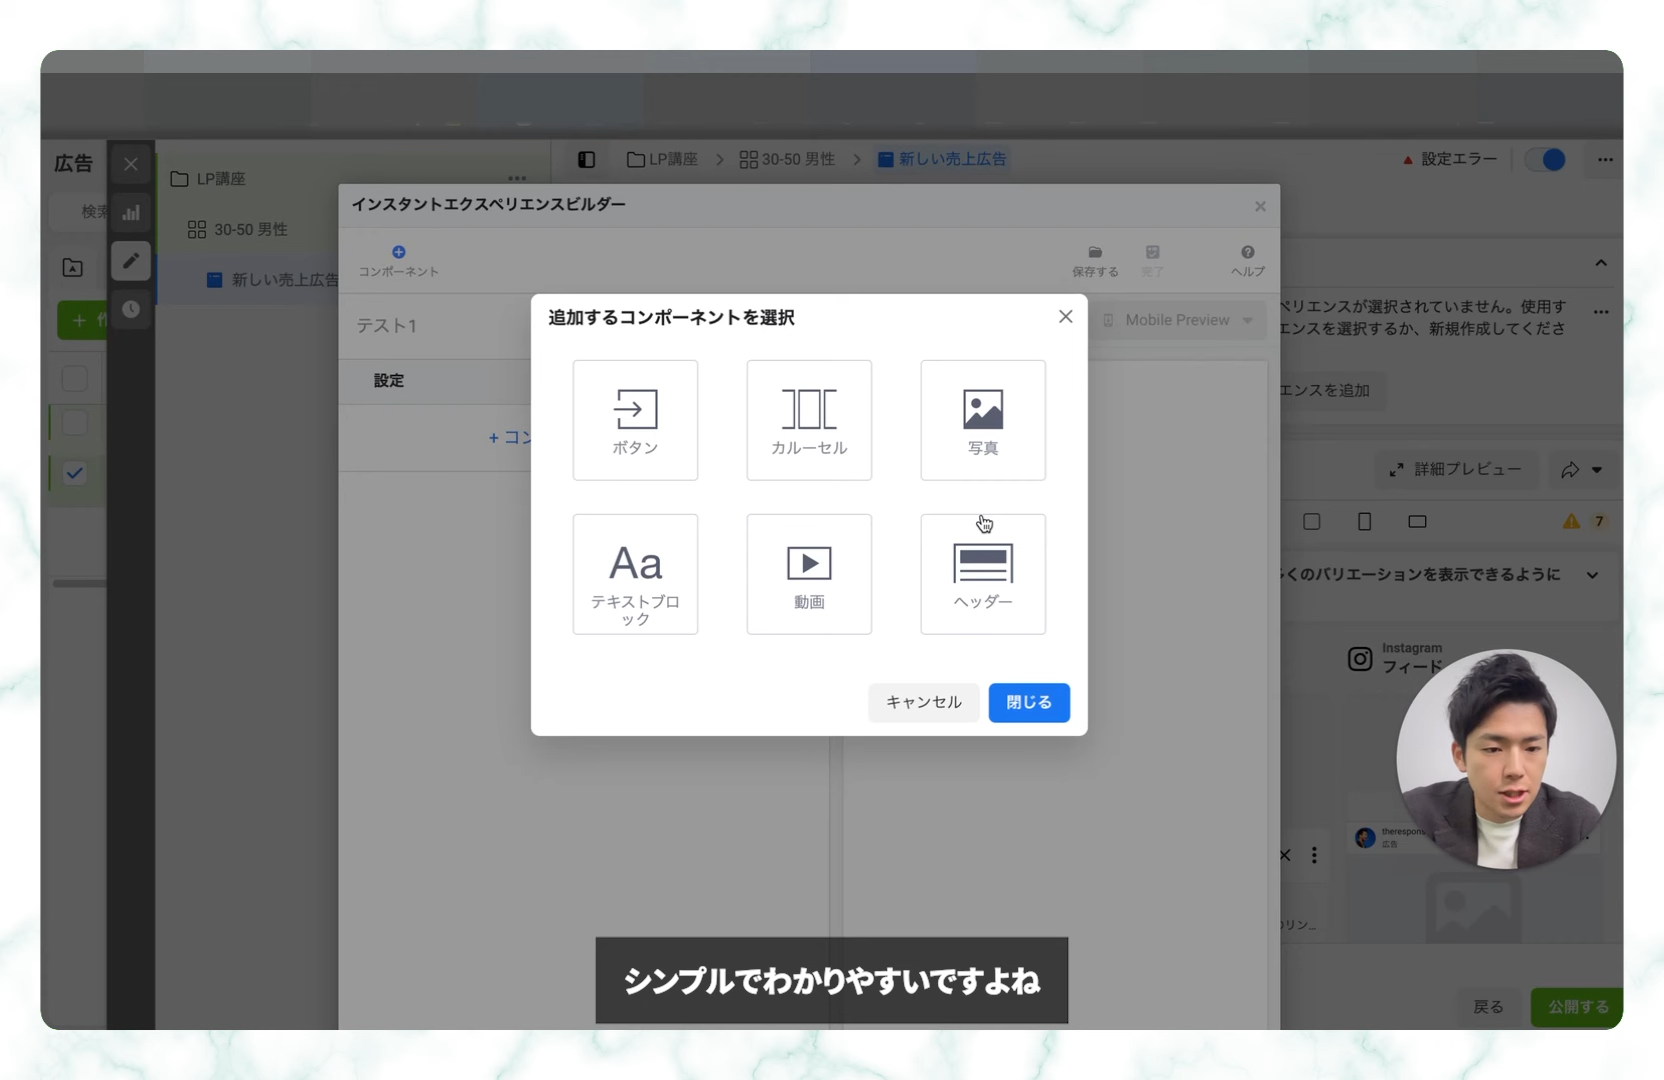 広告
LP講座
30-50 男性
新しい売上広告
設定エラー
検索
LP講座
30-50 男性
新しい売上広告
インスタントエクスペリエンスビルダー
コンポーネント
保存する
完了
ヘルプ
テスト1
Mobile Preview
設定
+ コン
追加するコンポーネントを選択
ボタン
カルーセル
写真
Aa
テキストブロ
ック
動画
ヘッダー
キャンセル
閉じる
ペリエンスが選択されていません。使用す
エンスを選択するか、新規作成してくださ
エンスを追加
詳細プレビュー
7
くのバリエーションを表示できるように
Instagram
フィード
therespon
広告
のリン...
戻る
公開する
シンプルでわかりやすいですよね